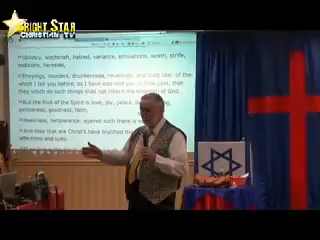 BRIGHT STAR
CHRISTIAN TV
Idolatry, witchcraft, hatred, variance, emulations, wrath, strife,
seditions, heresies,
Envyings, murders, drunkenness, revellings, and such like: of the
which I tell you before, as I have also told you in time past, that
they which do such things shall not inherit the kingdom of God.
But the fruit of the Spirit is love, joy, peace,
gentleness, goodness, faith,
Meekness, temperance: against such there is
And they that are Christ's have crucified the
affections and lusts.